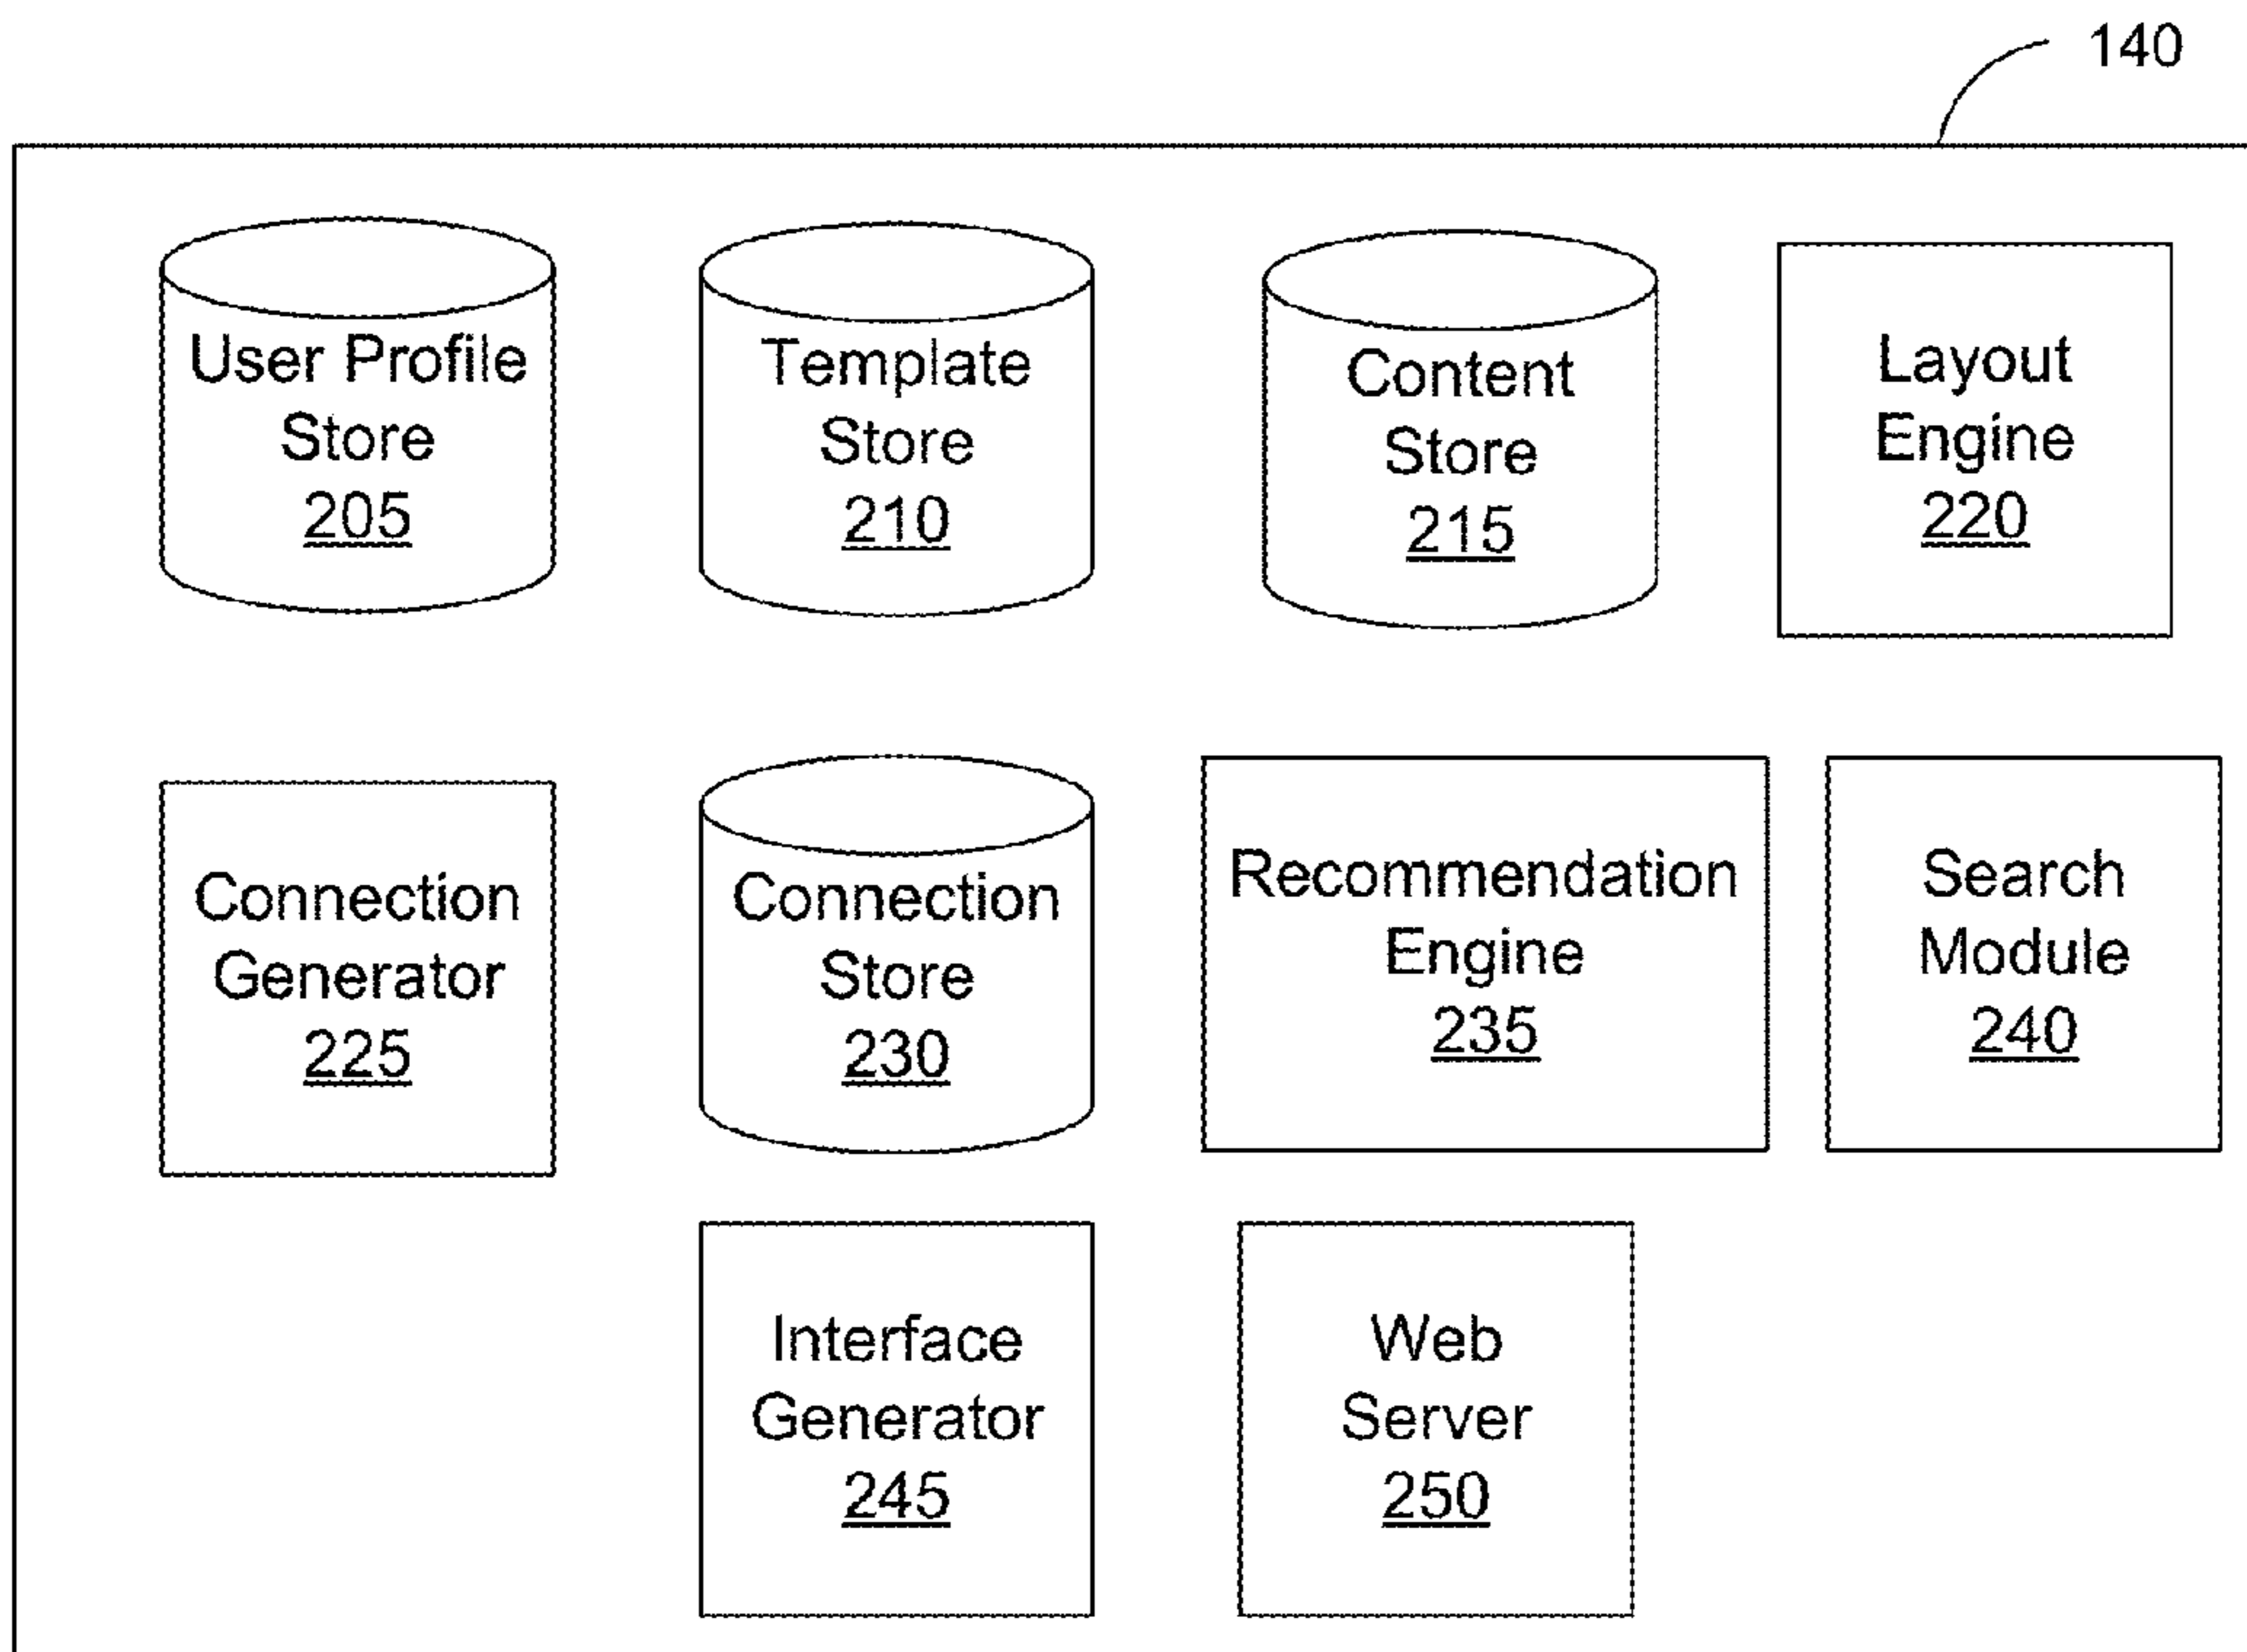 140
User Profile
Store
205
Template
Store
210
Content
Store
215
Layout
Engine
220
Connection
Generator
225
Connection
Store
230
Recommendation
Engine
235
Search
Module
240
Interface
Generator
245
Web
Server
250